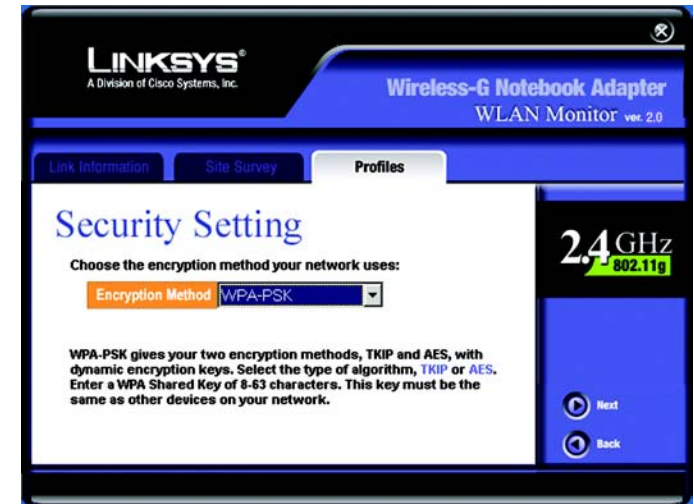 LINKSYS®
A Division of Cisco Systems, Inc.
Wireless-G Notebook Adapter
WLAN Monitor ver. 2.0
Link Information
Site Survey
Profiles
Security Setting
Choose the encryption method your network uses:
Encryption Method WPA-PSK
WPA-PSK gives your two encryption methods, TKIP and AES, with
dynamic encryption keys. Select the type of algorithm, TKIP or AES.
Enter a WPA Shared Key of 8-63 characters. This key must be the
same as other devices on your network.
2.4 GHz
802.11g
Next
Back